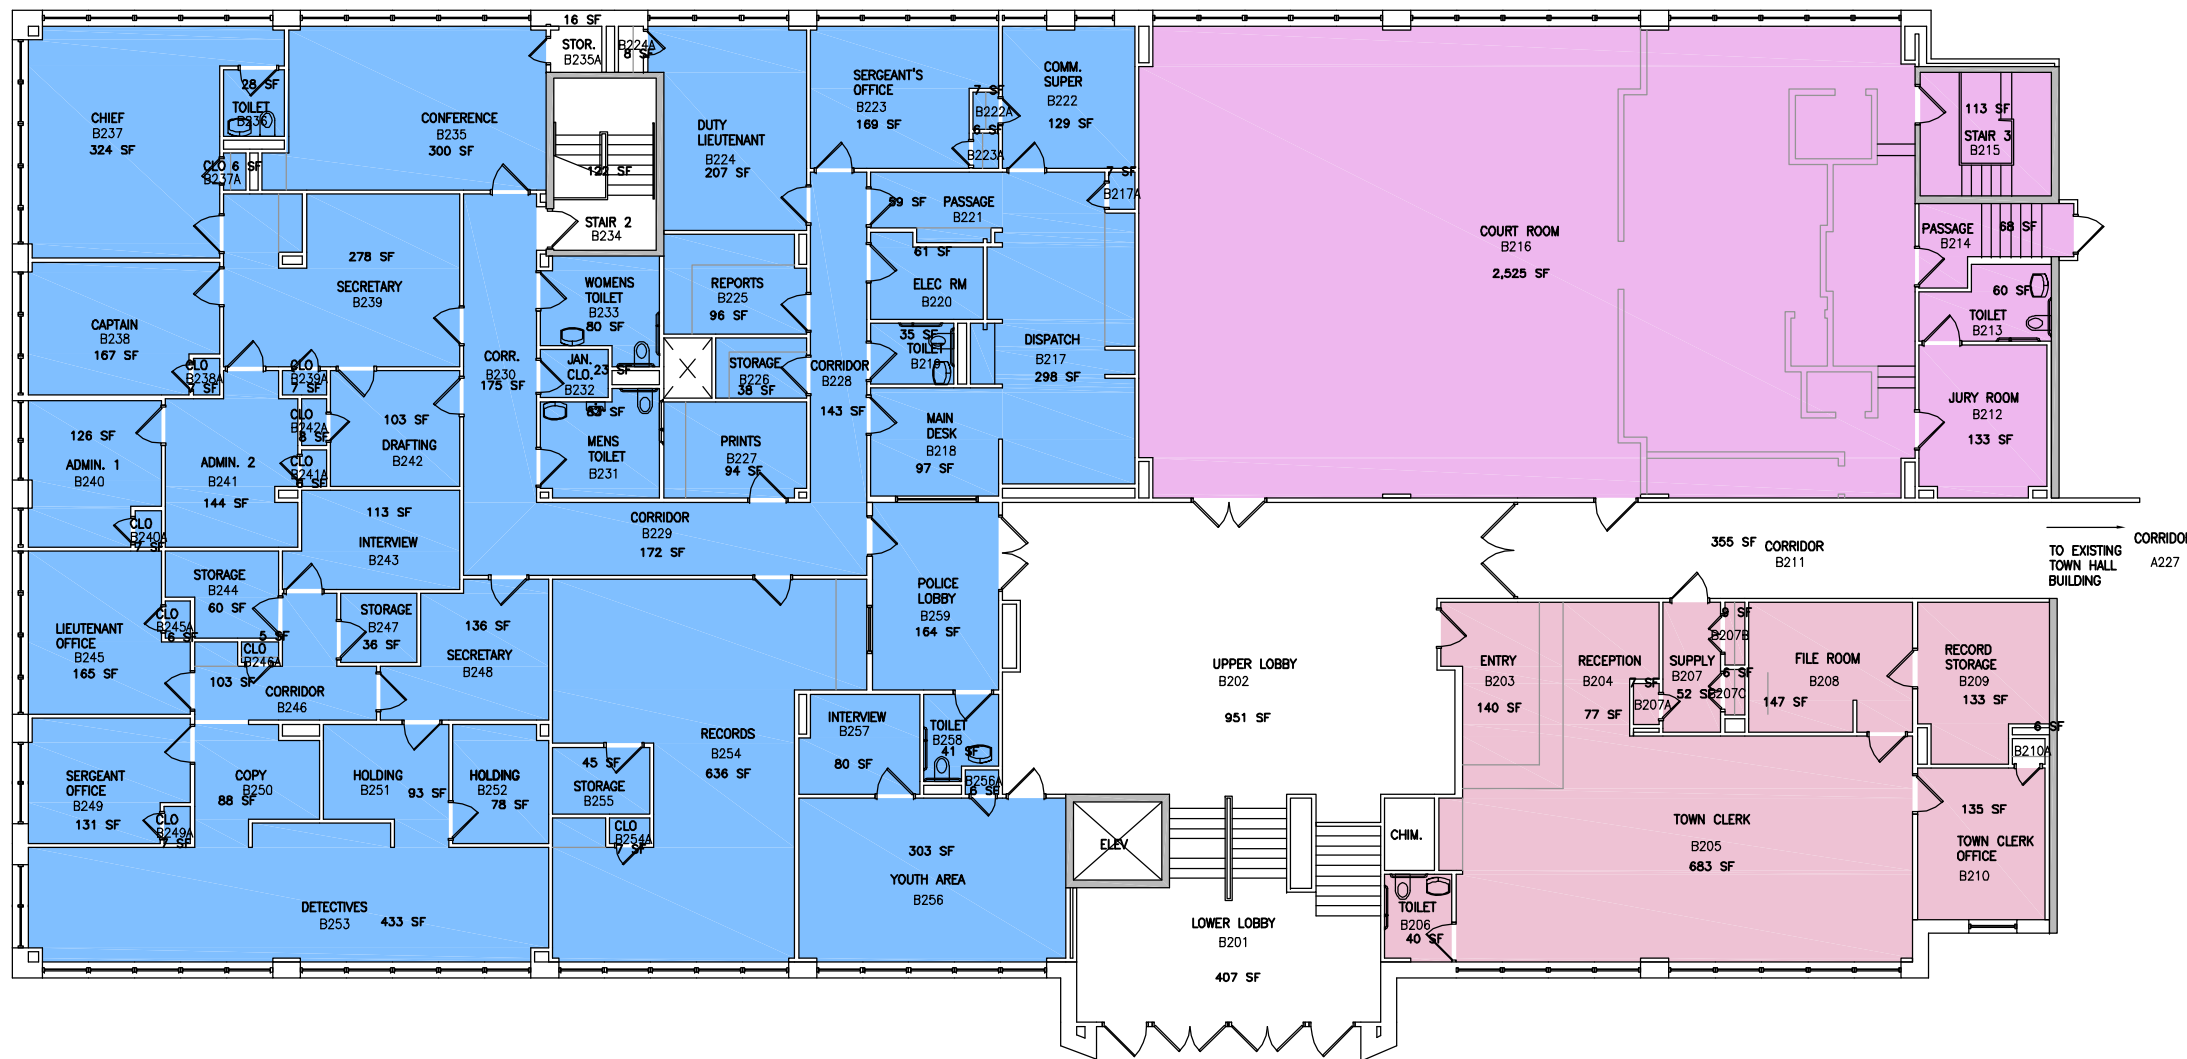 16 SF
STOR.
B235A
B224A
8 SF
28 SF
TOILET
B236
CHIEF
B237
324 SF
CLO 6 SF
B237A
CONFERENCE
B235
300 SF
122 SF
STAIR 2
B234
DUTY
LIEUTENANT
B224
207 SF
SERGEANT'S
OFFICE
B223
169 SF
7 SF
B222A
6 SF
B223A
COMM.
SUPER
B222
129 SF
7 SF
B217A
59 SF
PASSAGE
B221
COURT ROOM
B216
2,525 SF
113 SF
STAIR 3
B215
PASSAGE
B214
68 SF
60 SF
TOILET
B213
JURY ROOM
B212
133 SF
278 SF
SECRETARY
B239
CAPTAIN
B238
167 SF
CLO
B238A
7 SF
CLO
B239A
7 SF
CORR.
B230
175 SF
WOMENS
TOILET
B233
80 SF
JAN.
CLO.
B232
23 SF
REPORTS
B225
96 SF
STORAGE
B226
38 SF
CORRIDOR
B228
143 SF
61 SF
ELEC RM
B220
35 SF
TOILET
B219
DISPATCH
B217
298 SF
MAIN
DESK
B218
97 SF
126 SF
ADMIN. 1
B240
CLO
B240A
7 SF
ADMIN. 2
B241
144 SF
CLO
B242A
8 SF
CLO
B241A
6 SF
103 SF
DRAFTING
B242
MENS
TOILET
B231
PRINTS
B227
94 SF
113 SF
INTERVIEW
B243
CORRIDOR
B229
172 SF
355 SF
CORRIDOR
B211
TO EXISTING
TOWN HALL
BUILDING
CORRIDOR
A227
STORAGE
B244
60 SF
LIEUTENANT
OFFICE
B245
165 SF
CLO
B245A
6 SF
5 SF
CLO
B246A
STORAGE
B247
36 SF
136 SF
SECRETARY
B248
103 SF
CORRIDOR
B246
POLICE
LOBBY
B259
164 SF
UPPER LOBBY
B202
951 SF
ENTRY
B203
140 SF
RECEPTION
B204
77 SF
7 SF
B207A
SUPPLY
B207
52 SF
9 SF
B207B
6 SF
B207C
FILE ROOM
B208
147 SF
RECORD
STORAGE
B209
133 SF
6 SF
B210A
SERGEANT
OFFICE
B249
131 SF
CLO
B249A
7 SF
COPY
B250
88 SF
HOLDING
B251
93 SF
HOLDING
B252
78 SF
RECORDS
B254
636 SF
45 SF
STORAGE
B255
CLO
B254A
7 SF
INTERVIEW
B257
80 SF
TOILET
B258
41 SF
B256A
6 SF
303 SF
YOUTH AREA
B256
ELEV
CHIM.
TOWN CLERK
B205
683 SF
135 SF
TOWN CLERK
OFFICE
B210
DETECTIVES
B253
433 SF
LOWER LOBBY
B201
407 SF
TOILET
B206
40 SF